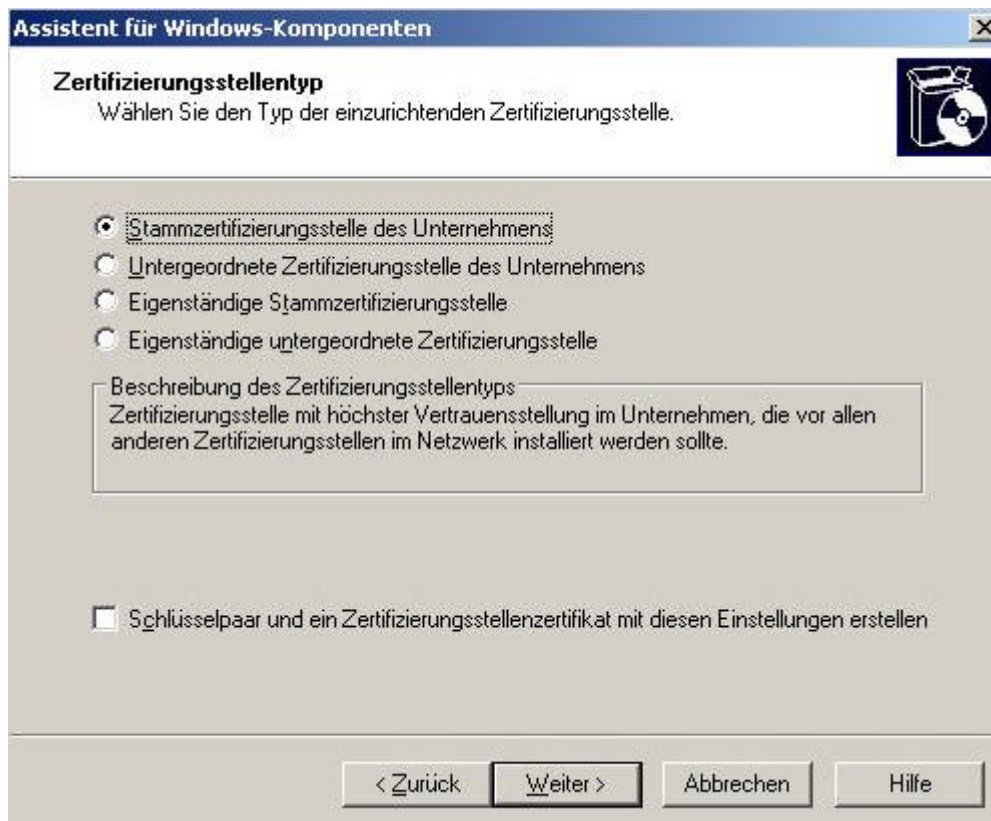 Assistent für Windows-Komponenten
Zertifizierungsstellentyp
Wählen Sie den Typ der einzurichtenden Zertifizierungsstelle.
Stammzertifizierungsstelle des Unternehmens
Untergeordnete Zertifizierungsstelle des Unternehmens
Eigenständige Stammzertifizierungsstelle
Eigenständige untergeordnete Zertifizierungsstelle
Beschreibung des Zertifizierungsstellentyps
Zertifizierungsstelle mit höchster Vertrauensstellung im Unternehmen, die vor allen
anderen Zertifizierungsstellen im Netzwerk installiert werden sollte.
Schlüsselpaar und ein Zertifizierungsstellenzertifikat mit diesen Einstellungen erstellen
< Zurück Weiter > Abbrechen Hilfe